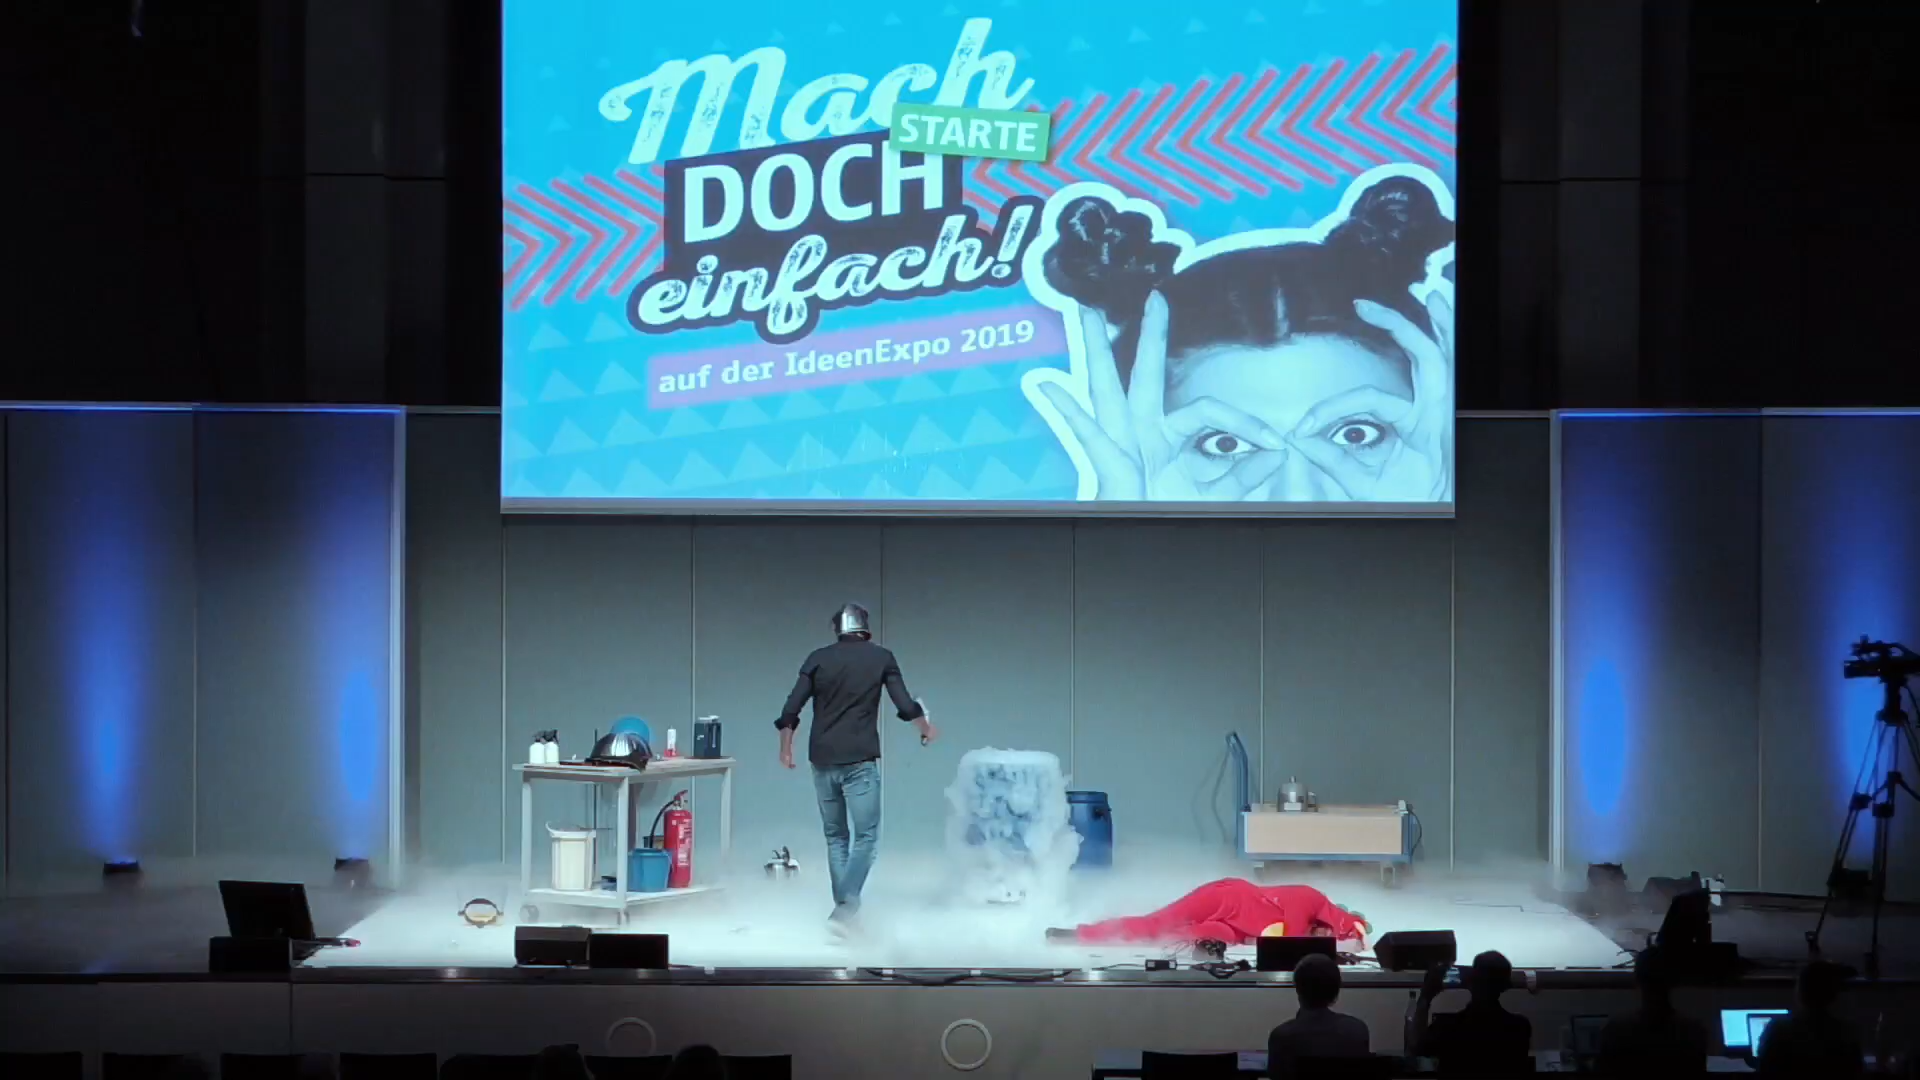 Mach
STARTE
DOCH
einfach!
auf der IdeenExpo 2019